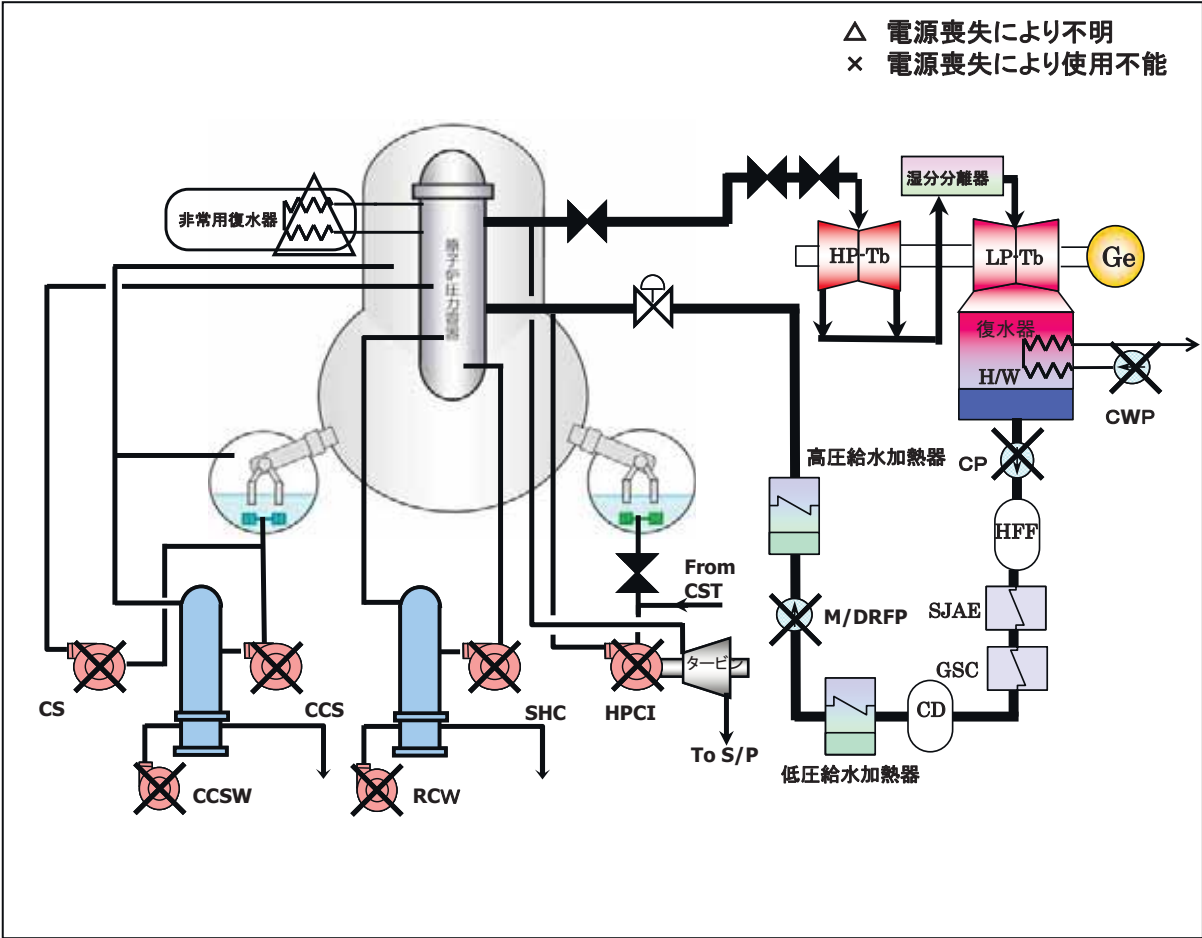 △ 電源喪失により不明
× 電源喪失により使用不能
非常用復水器
原子炉圧力容器
湿分分離器
HP-Tb
LP-Tb
Ge
復水器
H/W
CWP
CP
高圧給水加熱器
HFF
From
CST
M/DRFP
SJAE
GSC
タービ
CS
CCS
SHC
HPCI
CD
To S/P
低圧給水加熱器
CCSW
RCW